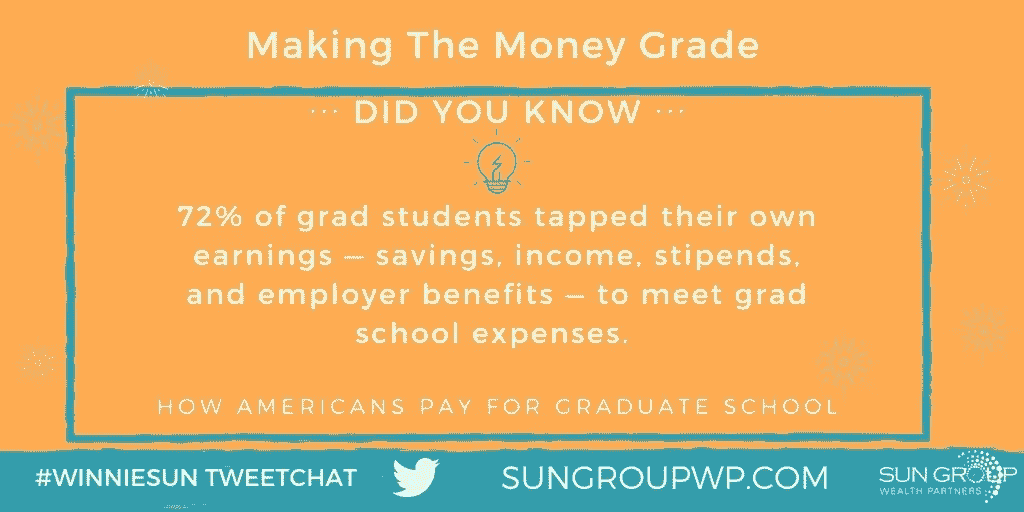 Making The Money Grade
··· DID YOU KNOW ···
72% of grad students tapped their own
earnings — savings, income, stipends,
and employer benefits — to meet grad
school expenses.
HOW AMERICANS PAY FOR GRADUATE SCHOOL
#WINNIESUN TWEETCHAT
SUNGROUPWP.COM
SUN GROUP
WEALTH PARTNERS